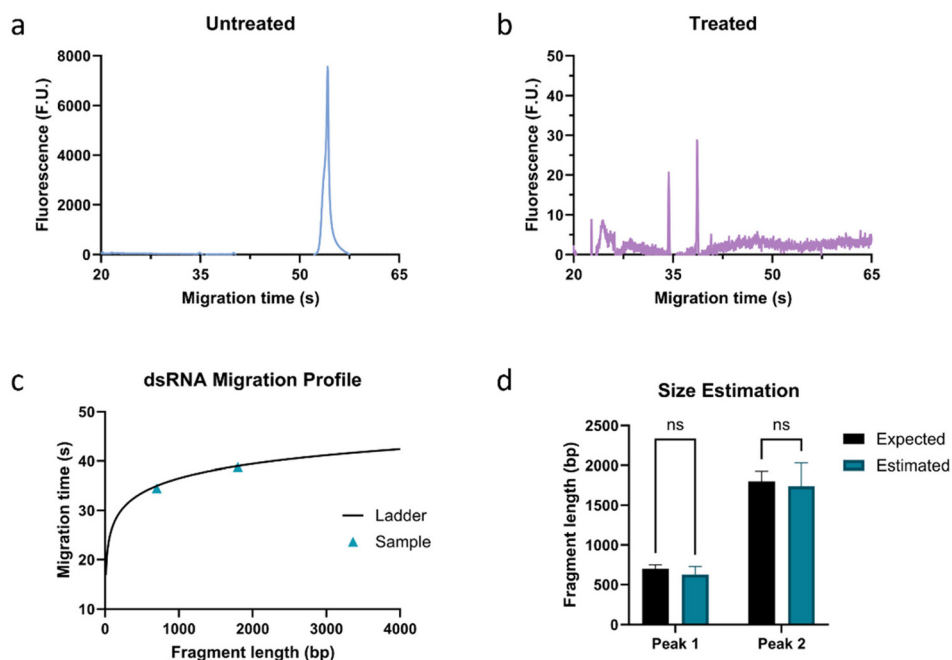 a
Untreated
Fluorescence (F.U.)
8000
6000
4000
2000
0
20
35
50
65
Migration time (s)
b
Treated
Fluorescence (F.U.)
50
40
30
20
10
5
0
20
35
50
65
Migration time (s)
c
dsRNA Migration Profile
Migration time (s)
50
40
30
20
10
Ladder
Sample
0
1000
2000
3000
4000
Fragment length (bp)
d
Size Estimation
Fragment length (bp)
2500
2000
1500
1000
500
0
ns
ns
Expected
Estimated
Peak 1
Peak 2